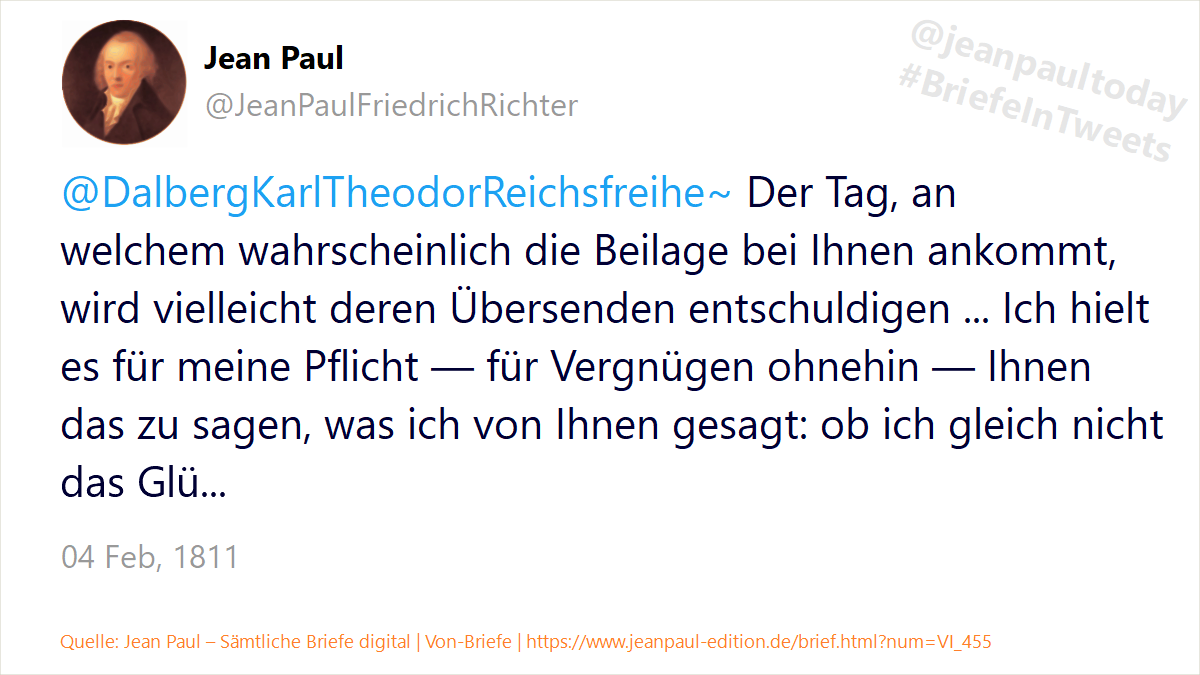 Jean Paul
@JeanPaulFriedrichRichter
@jeanpaultoday
#BriefeInTweets
@DalbergKarlTheodorReichsfreihe~ Der Tag, an
welchem wahrscheinlich die Beilage bei Ihnen ankommt,
wird vielleicht deren Übersenden entschuldigen ... Ich hielt
es für meine Pflicht — für Vergnügen ohnehin — Ihnen
das zu sagen, was ich von Ihnen gesagt: ob ich gleich nicht
das Glü...
04 Feb, 1811
Quelle: Jean Paul – Sämtliche Briefe digital | Von-Briefe | https://www.jeanpaul-edition.de/brief.html?num=VI_455